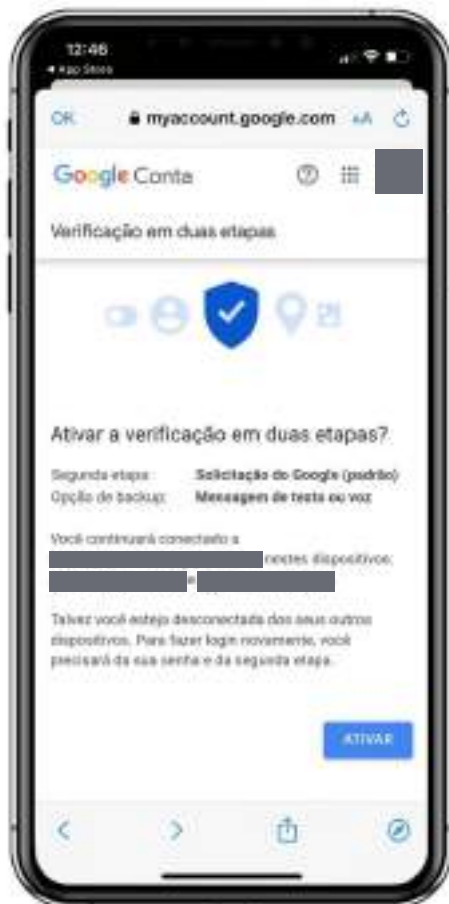 12:46
App Store
OK myaccount.google.com AA
Google Conta
Verificação em duas etapas
Ativar a verificação em duas etapas?
Segunda etapa: Solicitação do Google (padrão)
Opção de backup: Mensagem de texto ou voz
Você continuará conectado a
nestes dispositivos:
e
Talvez você esteja desconectado dos seus outros
dispositivos. Para fazer login novamente, você
precisará da sua senha e da segunda etapa.
ATIVAR